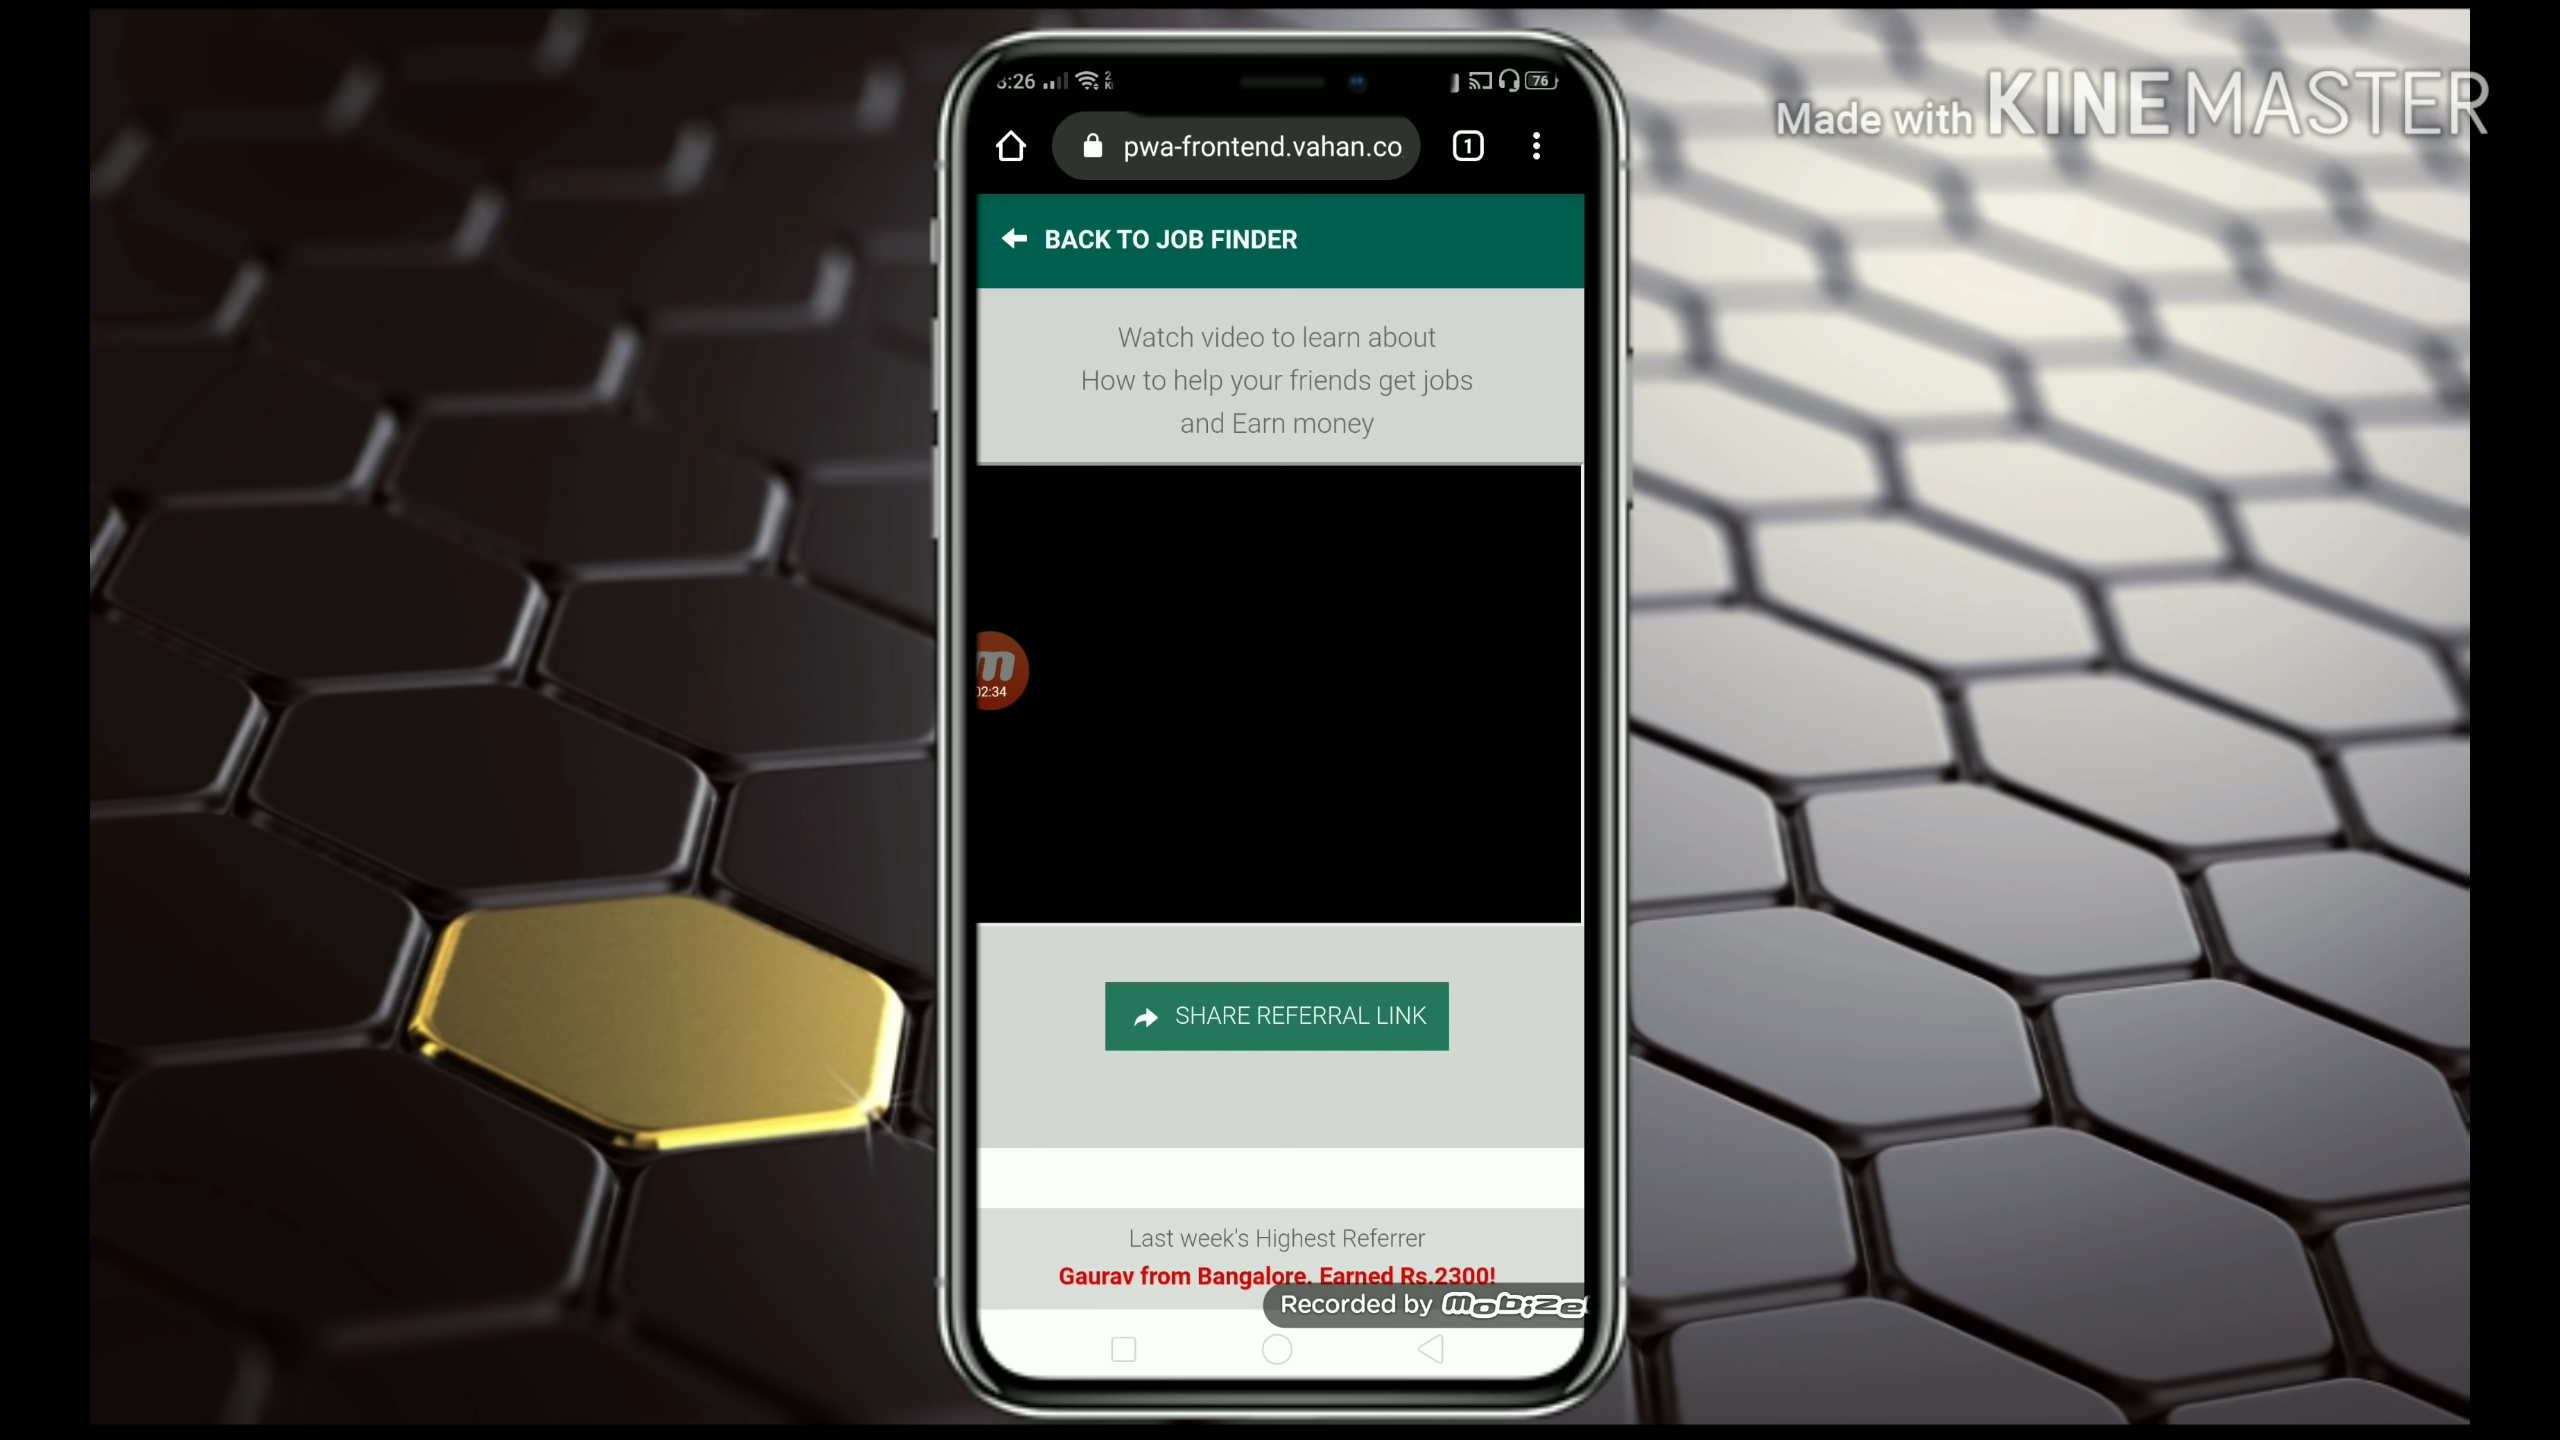 Made with KINEMASTER
3:26 76
pwa-frontend.vahan.co 1
BACK TO JOB FINDER
Watch video to learn about
How to help your friends get jobs
and Earn money
m
02:34
SHARE REFERRAL LINK
Last week's Highest Referrer
Gaurav from Bangalore. Earned Rs.2300!
Recorded by mobizen